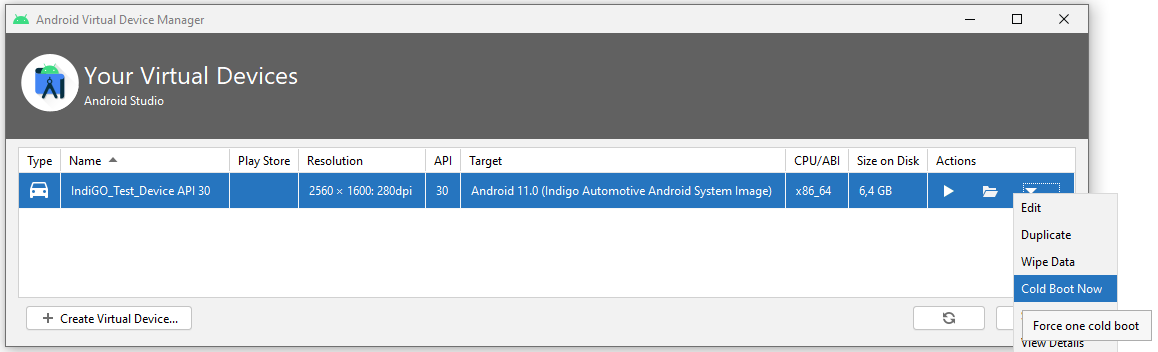 Android Virtual Device Manager
Your Virtual Devices
Android Studio
Type Name Play Store Resolution API Target CPU/ABI Size on Disk Actions
IndiGO_Test_Device API 30 2560 × 1600: 280dpi 30 Android 11.0 (Indigo Automotive Android System Image) x86_64 6,4 GB
Edit
Duplicate
Wipe Data
Cold Boot Now
Force one cold boot
View Details
+ Create Virtual Device...